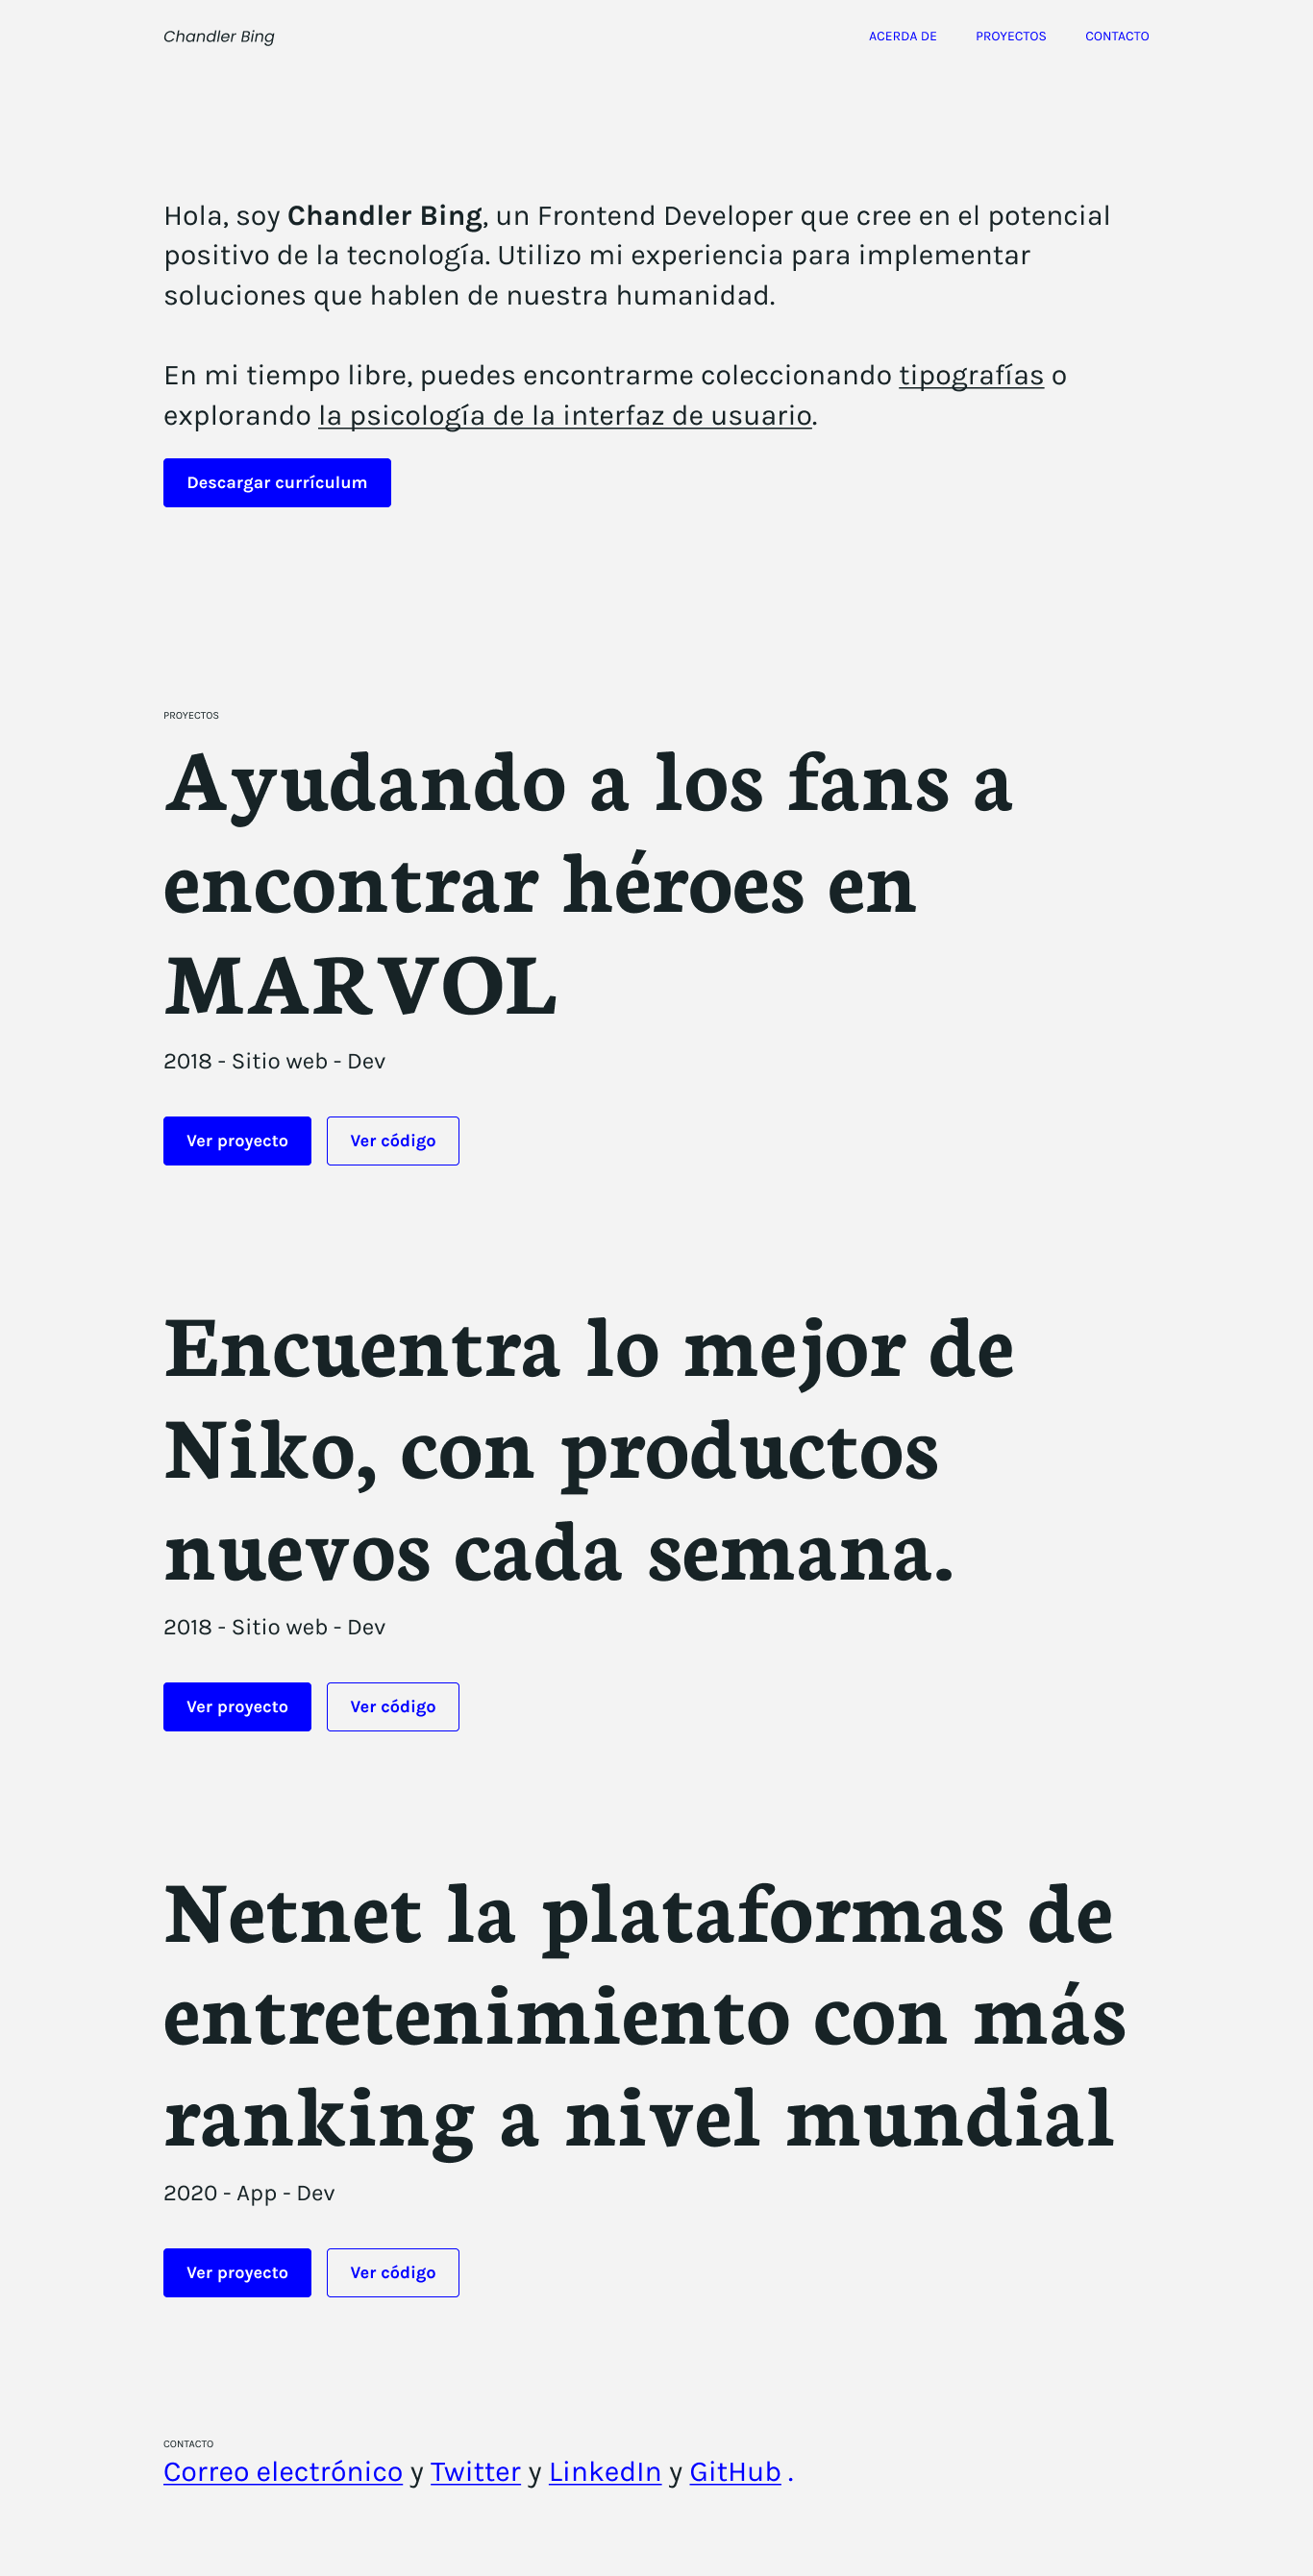 Chandler Bing
ACERDA DE PROYECTOS CONTACTO
Hola, soy Chandler Bing, un Frontend Developer que cree en el potencial
positivo de la tecnología. Utilizo mi experiencia para implementar
soluciones que hablen de nuestra humanidad.
En mi tiempo libre, puedes encontrarme coleccionando tipografías o
explorando la psicología de la interfaz de usuario.
Descargar currículum
PROYECTOS
Ayudando a los fans a
encontrar héroes en
MARVOL
2018 - Sitio web - Dev
Ver proyecto Ver código
Encuentra lo mejor de
Niko, con productos
nuevos cada semana.
2018 - Sitio web - Dev
Ver proyecto Ver código
Netnet la plataformas de
entretenimiento con más
ranking a nivel mundial
2020 - App - Dev
Ver proyecto Ver código
CONTACTO
Correo electrónico y Twitter y LinkedIn y GitHub .